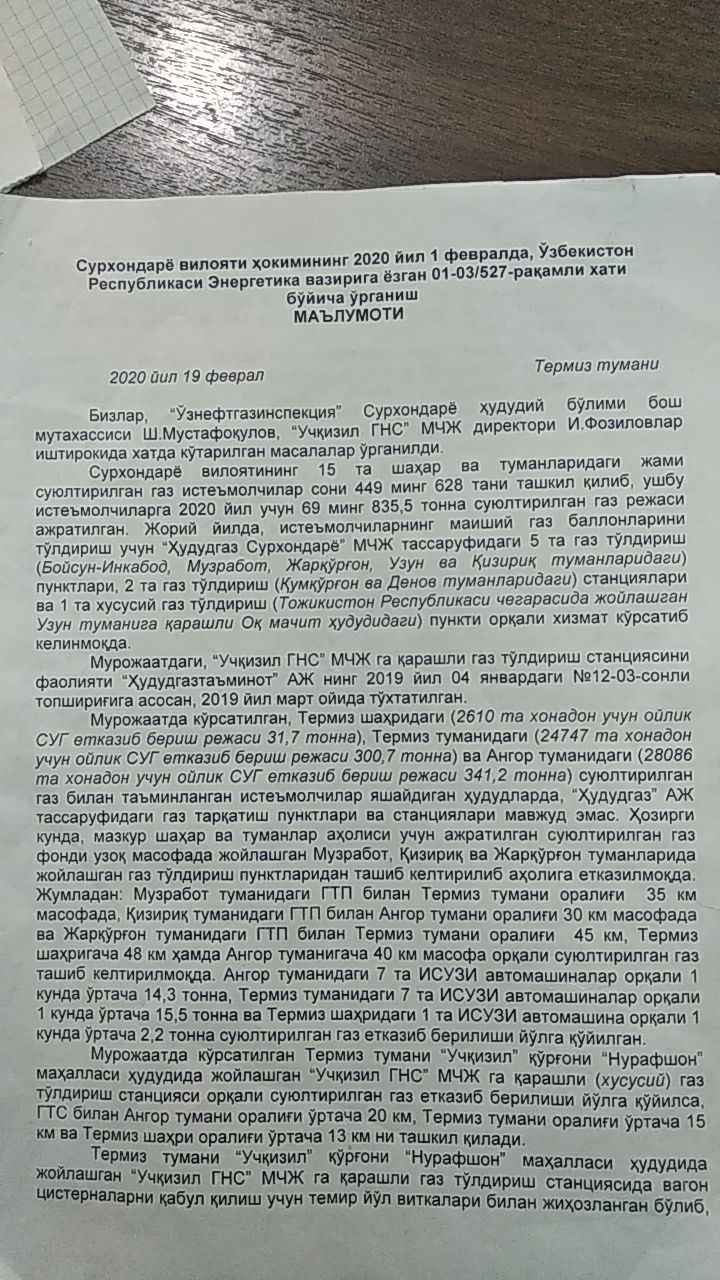 Сурхондарё вилояти ҳокимининг 2020 йил 1 февралда, Ўзбекистон
Республикаси Энергетика вазирига ёзган 01-03/527-рақамли хати
бўйича ўрганиш
МАЪЛУМОТИ
2020 йил 19 феврал Термиз тумани
Бизлар, “Ўзнефтгазинспекция” Сурхондарё ҳудудий бўлими бош
мутахассиси Ш.Мустафоқулов, “Учқизил ГНС” МЧЖ директори И.Фозиловлар
иштирокида хатда кўтарилган масалалар ўрганилди.
Сурхондарё вилоятининг 15 та шаҳар ва туманларидаги жами
суюлтирилган газ истеъмолчилар сони 449 минг 628 тани ташкил қилиб, ушбу
истеъмолчиларга 2020 йил учун 69 минг 835,5 тонна суюлтирилган газ режаси
ажратилган. Жорий йилда, истеъмолчиларнинг маиший газ баллонларини
тўлдириш учун “Ҳудудгаз Сурхондарё” МЧЖ тассаруфидаги 5 та газ тўлдириш
(Бойсун-Инкабод, Музработ, Жарқўрғон, Узун ва Қизириқ туманларидаги)
пунктлари, 2 та газ тўлдириш (Қумқўрғон ва Денов туманларидаги) станциялари
ва 1 та хусусий газ тўлдириш (Тожикистон Республикаси чегарасида жойлашган
Узун туманига қарашли Оқ мачит ҳудудидаги) пункти орқали хизмат кўрсатиб
келинмоқда.
Мурожаатдаги, “Учқизил ГНС” МЧЖ га қарашли газ тўлдириш станциясини
фаолияти “Ҳудудгазтаъминот” АЖ нинг 2019 йил 04 январдаги №12-03-сонли
топшириғига асосан, 2019 йил март ойида тўхтатилган.
Мурожаатда кўрсатилган, Термиз шаҳридаги (2610 та хонадон учун ойлик
СУГ етказиб бериш режаси 31,7 тонна), Термиз туманидаги (24747 та хонадон
учун ойлик СУГ етказиб бериш режаси 300,7 тонна) ва Ангор туманидаги (28086
та хонадон учун ойлик СУГ етказиб бериш режаси 341,2 тонна) суюлтирилган
газ билан таъминланган истеъмолчилар яшайдиган ҳудудларда, “Ҳудудгаз” АЖ
тассаруфидаги газ тарқатиш пунктлари ва станциялари мавжуд эмас. Ҳозирги
кунда, мазкур шаҳар ва туманлар аҳолиси учун ажратилган суюлтирилган газ
фонди узоқ масофада жойлашган Музработ, Қизириқ ва Жарқўрғон туманларида
жойлашган газ тўлдириш пунктларидан ташиб келтирилиб аҳолига етказилмоқда.
Жумладан: Музработ туманидаги ГТП билан Термиз тумани оралиғи 35 км
масофада, Қизириқ туманидаги ГТП билан Ангор тумани оралиғи 30 км масофада
ва Жарқўрғон туманидаги ГТП билан Термиз тумани оралиғи 45 км, Термиз
шаҳригача 48 км ҳамда Ангор туманигача 40 км масофа орқали суюлтирилган газ
ташиб келтирилмоқда. Ангор туманидаги 7 та ИСУЗИ автомашиналар орқали 1
кунда ўртача 14,3 тонна, Термиз туманидаги 7 та ИСУЗИ автомашиналар орқали
1 кунда ўртача 15,5 тонна ва Термиз шаҳридаги 1 та ИСУЗИ автомашина орқали 1
кунда ўртача 2,2 тонна суюлтирилган газ етказиб берилиши йўлга қўйилган.
Мурожаатда кўрсатилган Термиз тумани “Учқизил” қўрғони “Нурафшон”
маҳалласи ҳудудида жойлашган “Учқизил ГНС” МЧЖ га қарашли (хусусий) газ
тўлдириш станцияси орқали суюлтирилган газ етказиб берилиши йўлга қўйилса,
ГТС билан Ангор тумани оралиғи ўртача 20 км, Термиз тумани оралиғи ўртача 15
км ва Термиз шаҳри оралиғи ўртача 13 км ни ташкил қилади.
Термиз тумани “Учқизил” қўрғони “Нурафшон” маҳалласи ҳудудида
жойлашган “Учқизил ГНС” МЧЖ га қарашли газ тўлдириш станциясида вагон
цистерналарни қабул қилиш учун темир йўл виткалари билан жиҳозланган бўлиб,